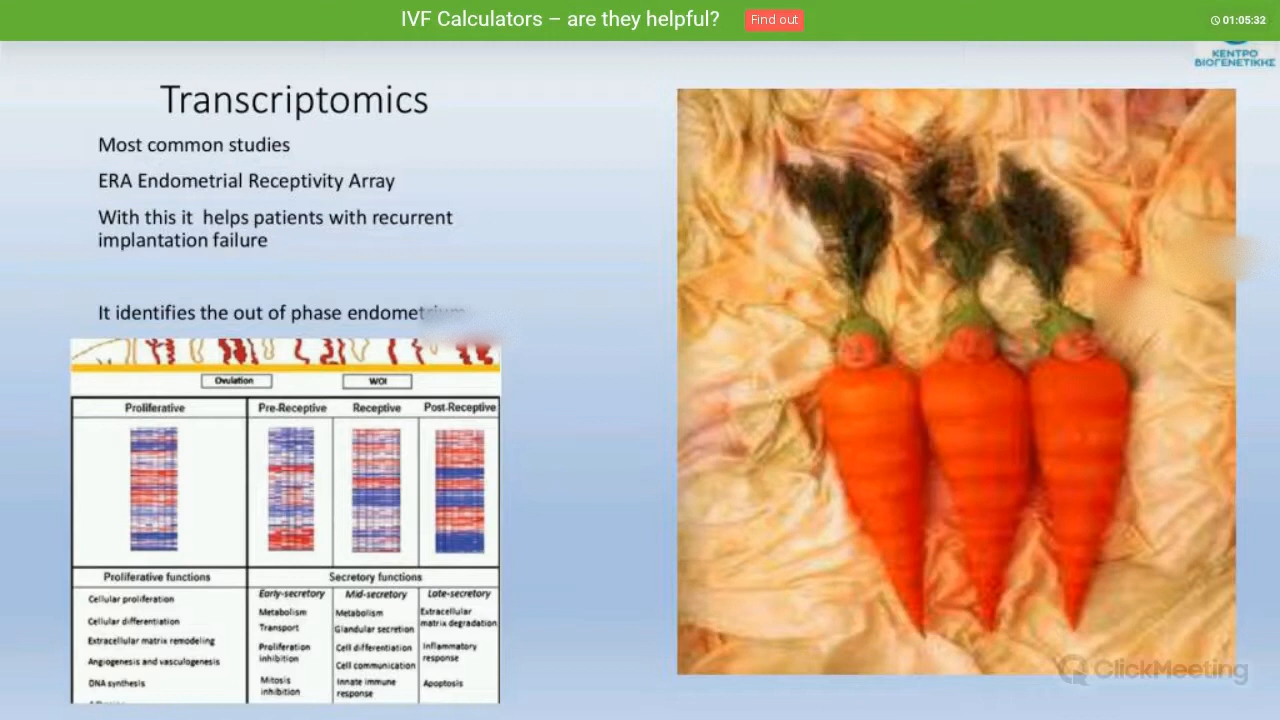 IVF Calculators – are they helpful?
Find out
01:05:32
ΚΕΝΤΡΟ
ΒΙΟΓΕΝΕΤΙΚΗΣ
Transcriptomics
Most common studies
ERA Endometrial Receptivity Array
With this it helps patients with recurrent
implantation failure
It identifies the out of phase endometrium
Ovulation
WOI
Proliferative
Pre-Receptive
Receptive
Post-Receptive
Proliferative functions
Secretory functions
Early-secretory
Mid-secretory
Late-secretory
Cellular proliferation
Cellular differentiation
Extracellular matrix remodeling
Angiogenesis and vasculogenesis
DNA synthesis
Metabolism
Transport
Proliferation
inhibition
Mitosis
inhibition
Metabolism
Glandular secretion
Cell differentiation
Cell communication
Innate immune
response
Extracellular
matrix degradation
Inflammatory
response
Apoptosis
ClickMeeting